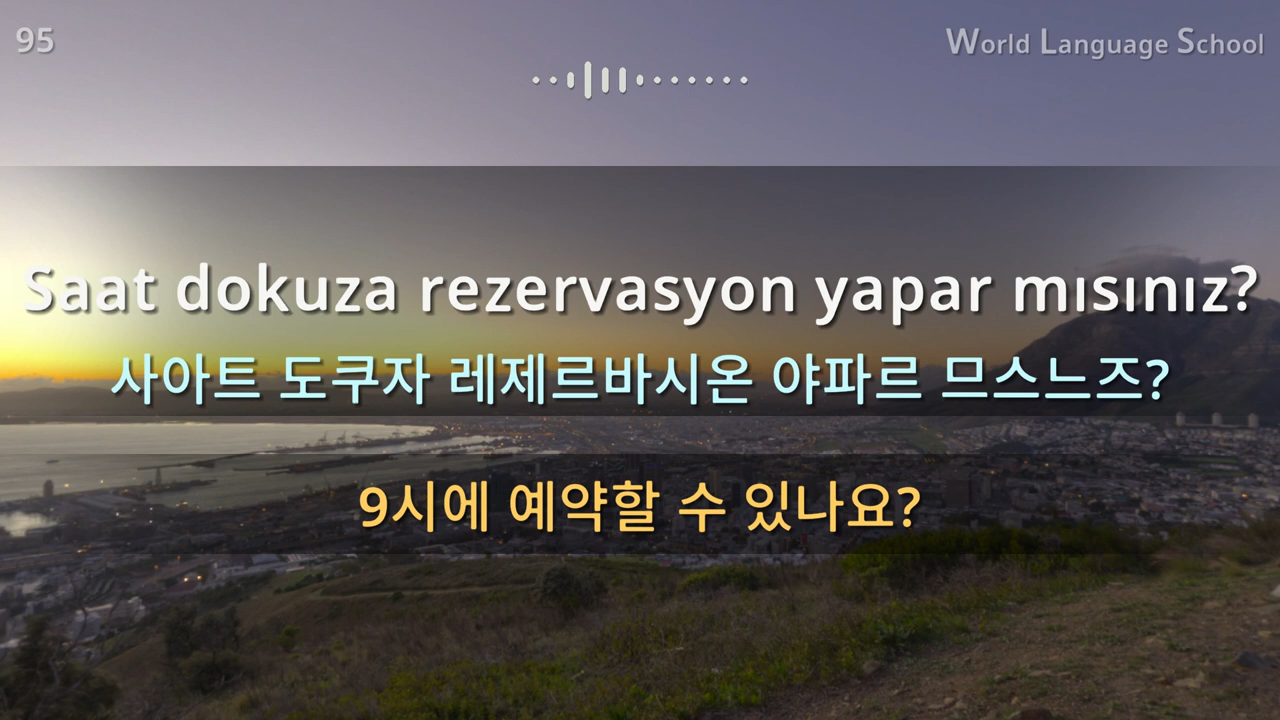 95
World Language School
Saat dokuza rezervasyon yapar mısınız?
사아트 도쿠자 레제르바시온 야파르 므스느즈?
9시에 예약할 수 있나요?